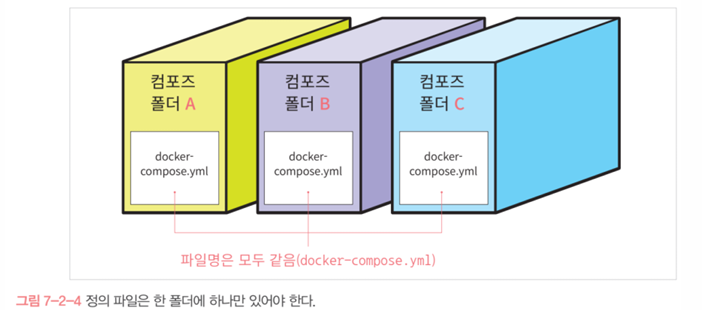 컴포즈
폴더 A
docker-
compose.yml
컴포즈
폴더 B
docker-
compose.yml
컴포즈
폴더 C
docker-
compose.yml
파일명은 모두 같음(docker-compose.yml)
그림 7-2-4 정의 파일은 한 폴더에 하나만 있어야 한다.